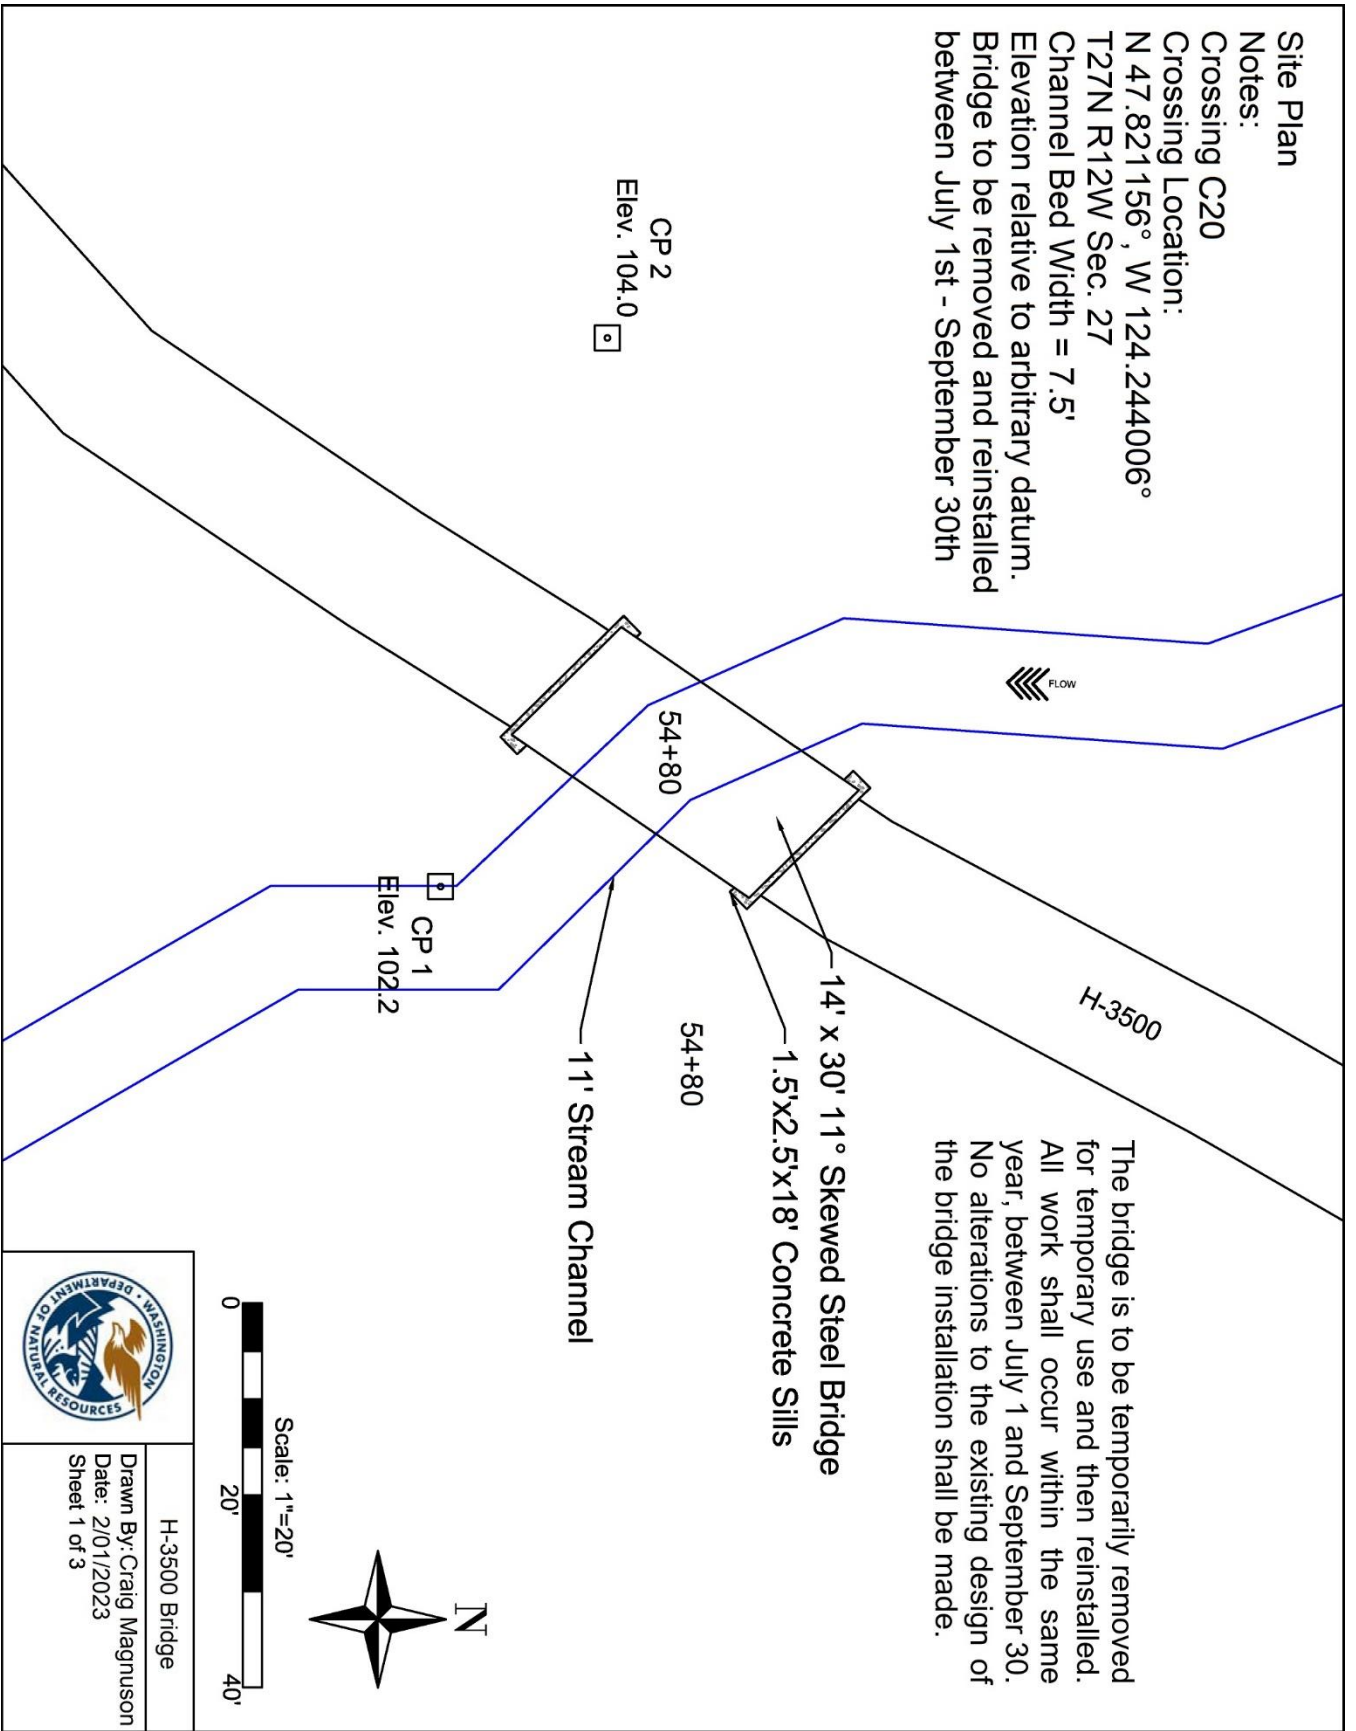 Site Plan
Notes:
Crossing C20
Crossing Location:
N 47.821156°, W 124.244006°
T27N R12W Sec. 27
Channel Bed Width = 7.5'
Elevation relative to arbitrary datum.
Bridge to be removed and reinstalled
between July 1st - September 30th
The bridge is to be temporarily removed
for temporary use and then reinstalled.
All work shall occur within the same
year, between July 1 and September 30.
No alterations to the existing design of
the bridge installation shall be made.
H-3500
FLOW
14' x 30' 11° Skewed Steel Bridge
1.5'x2.5'x18' Concrete Sills
54+80
54+80
11' Stream Channel
CP 2
Elev. 104.0
CP 1
Elev. 102.2
N
Scale: 1"=20'
0
20'
40'
WASHINGTON
DEPARTMENT OF NATURAL RESOURCES
H-3500 Bridge
Drawn By:Craig Magnuson
Date: 2/01/2023
Sheet 1 of 3